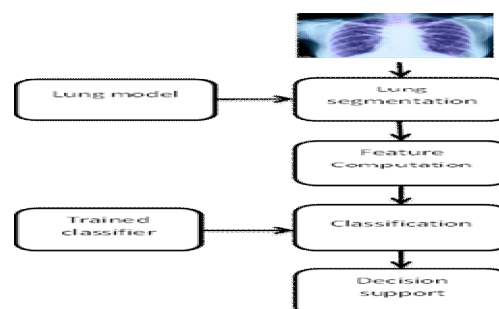 Lung model
Lung
segmentation
Feature
Computation
Trained
classifier
Classification
Decision
support